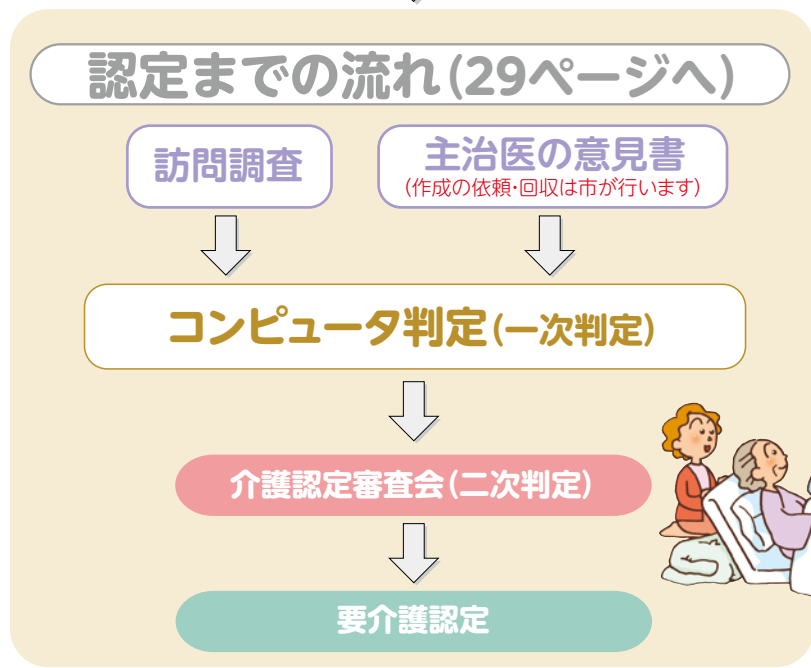 認定までの流れ(29ページへ)
訪問調査
主治医の意見書
(作成の依頼・回収は市が行います)
コンピュータ判定(一次判定)
介護認定審査会(二次判定)
要介護認定